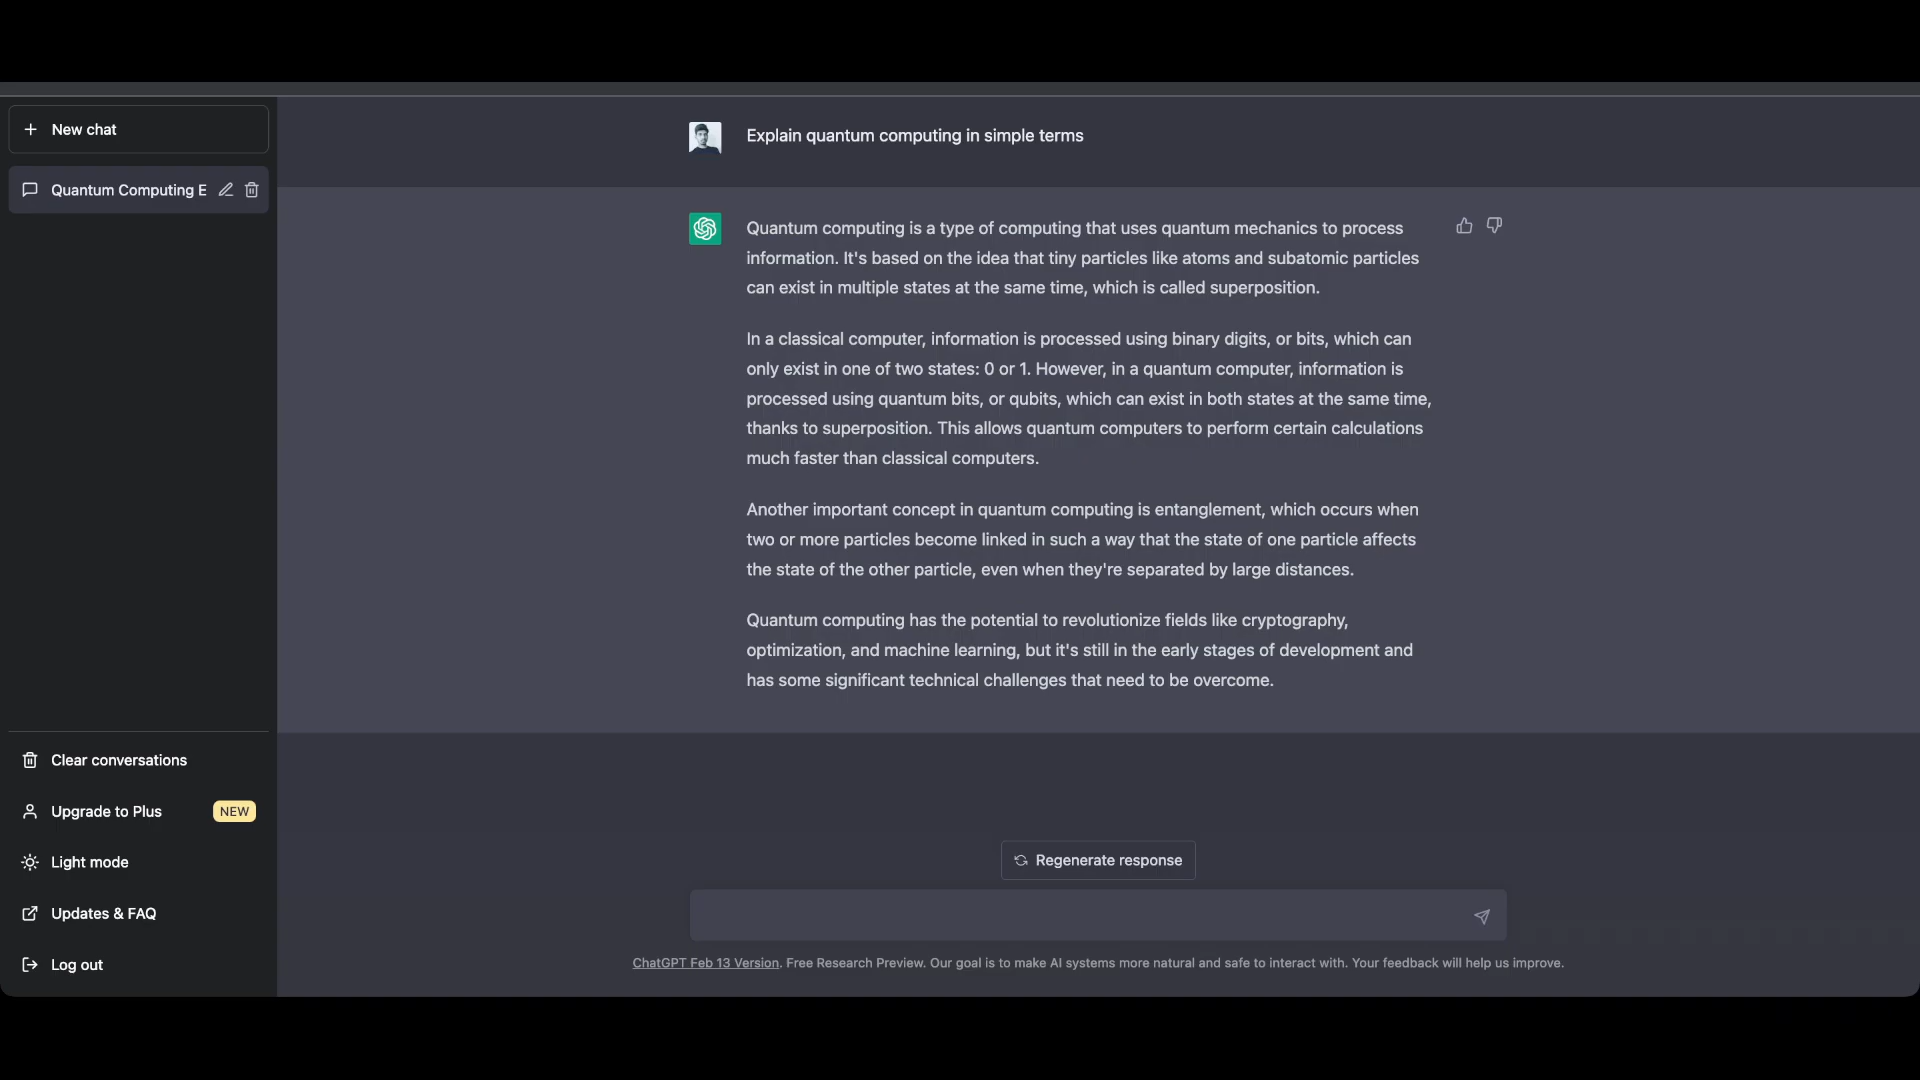 New chat
Quantum Computing E
Clear conversations
Upgrade to Plus NEW
Light mode
Updates & FAQ
Log out
Explain quantum computing in simple terms
Quantum computing is a type of computing that uses quantum mechanics to process
information. It's based on the idea that tiny particles like atoms and subatomic particles
can exist in multiple states at the same time, which is called superposition.
In a classical computer, information is processed using binary digits, or bits, which can
only exist in one of two states: 0 or 1. However, in a quantum computer, information is
processed using quantum bits, or qubits, which can exist in both states at the same time,
thanks to superposition. This allows quantum computers to perform certain calculations
much faster than classical computers.
Another important concept in quantum computing is entanglement, which occurs when
two or more particles become linked in such a way that the state of one particle affects
the state of the other particle, even when they're separated by large distances.
Quantum computing has the potential to revolutionize fields like cryptography,
optimization, and machine learning, but it's still in the early stages of development and
has some significant technical challenges that need to be overcome.
Regenerate response
ChatGPT Feb 13 Version. Free Research Preview. Our goal is to make AI systems more natural and safe to interact with. Your feedback will help us improve.